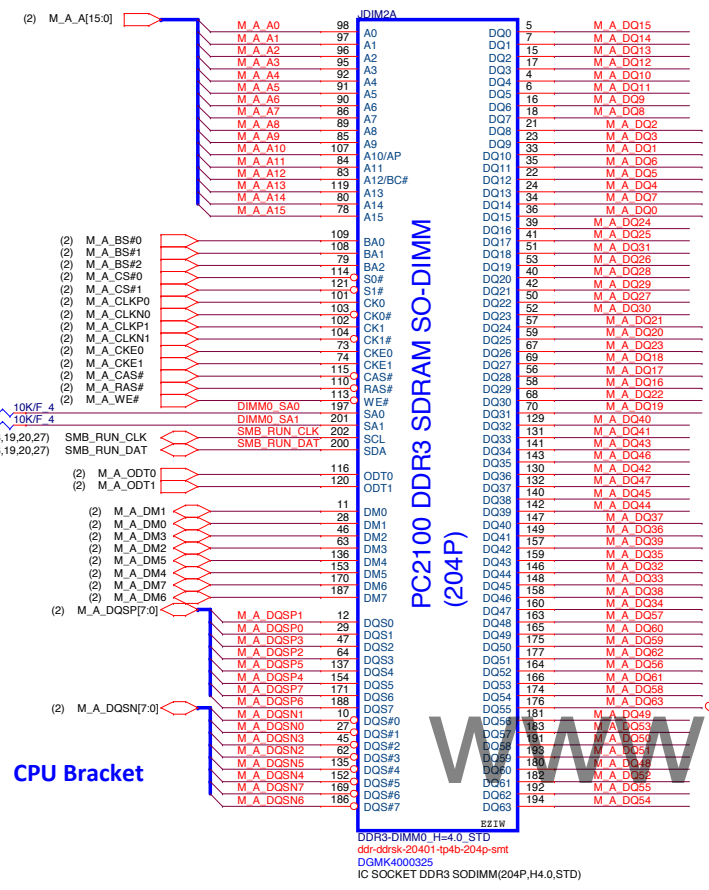 JDIM2A
(2) M_A_A[15:0]
M_A_A0 98 A0
M_A_A1 97 A1
M_A_A2 96 A2
M_A_A3 95 A3
M_A_A4 92 A4
M_A_A5 91 A5
M_A_A6 90 A6
M_A_A7 86 A7
M_A_A8 89 A8
M_A_A9 85 A9
M_A_A10 107 A10/AP
M_A_A11 84 A11
M_A_A12 83 A12/BC#
M_A_A13 119 A13
M_A_A14 80 A14
M_A_A15 78 A15
(2) M_A_BS#0 109 BA0
(2) M_A_BS#1 108 BA1
(2) M_A_BS#2 79 BA2
(2) M_A_CS#0 114 S0#
(2) M_A_CS#1 121 S1#
(2) M_A_CLKP0 101 CK0
(2) M_A_CLKN0 103 CK0#
(2) M_A_CLKP1 102 CK1
(2) M_A_CLKN1 104 CK1#
(2) M_A_CKE0 73 CKE0
(2) M_A_CKE1 74 CKE1
(2) M_A_CAS# 115 CAS#
(2) M_A_RAS# 110 RAS#
(2) M_A_WE# 113 WE#
10K/F_4 DIMM0_SA0 197 SA0
10K/F_4 DIMM0_SA1 201 SA1
,19,20,27) SMB_RUN_CLK SMB_RUN_CLK 202 SCL
,19,20,27) SMB_RUN_DAT SMB_RUN_DAT 200 SDA
(2) M_A_ODT0 116 ODT0
(2) M_A_ODT1 120 ODT1
(2) M_A_DM1 11 DM0
(2) M_A_DM0 28 DM1
(2) M_A_DM3 46 DM2
(2) M_A_DM2 63 DM3
(2) M_A_DM5 136 DM4
(2) M_A_DM4 153 DM5
(2) M_A_DM7 170 DM6
(2) M_A_DM6 187 DM7
(2) M_A_DQSP[7:0]
M_A_DQSP1 12 DQS0
M_A_DQSP0 29 DQS1
M_A_DQSP3 47 DQS2
M_A_DQSP2 64 DQS3
M_A_DQSP5 137 DQS4
M_A_DQSP4 154 DQS5
M_A_DQSP7 171 DQS6
M_A_DQSP6 188 DQS7
(2) M_A_DQSN[7:0]
M_A_DQSN1 10 DQS#0
M_A_DQSN0 27 DQS#1
M_A_DQSN3 45 DQS#2
M_A_DQSN2 62 DQS#3
M_A_DQSN5 135 DQS#4
M_A_DQSN4 152 DQS#5
M_A_DQSN7 169 DQS#6
M_A_DQSN6 186 DQS#7
CPU Bracket
PC2100 DDR3 SDRAM SO-DIMM
(204P)
DQ0 5 M_A_DQ15
DQ1 7 M_A_DQ14
DQ2 15 M_A_DQ13
DQ3 17 M_A_DQ12
DQ4 4 M_A_DQ10
DQ5 6 M_A_DQ11
DQ6 16 M_A_DQ9
DQ7 18 M_A_DQ8
DQ8 21 M_A_DQ2
DQ9 23 M_A_DQ3
DQ10 33 M_A_DQ1
DQ11 35 M_A_DQ6
DQ12 22 M_A_DQ5
DQ13 24 M_A_DQ4
DQ14 34 M_A_DQ7
DQ15 36 M_A_DQ0
DQ16 39 M_A_DQ24
DQ17 41 M_A_DQ25
DQ18 51 M_A_DQ31
DQ19 53 M_A_DQ26
DQ20 40 M_A_DQ28
DQ21 42 M_A_DQ29
DQ22 50 M_A_DQ27
DQ23 52 M_A_DQ30
DQ24 57 M_A_DQ21
DQ25 59 M_A_DQ20
DQ26 67 M_A_DQ23
DQ27 69 M_A_DQ18
DQ28 56 M_A_DQ17
DQ29 58 M_A_DQ16
DQ30 68 M_A_DQ22
DQ31 70 M_A_DQ19
DQ32 129 M_A_DQ40
DQ33 131 M_A_DQ41
DQ34 141 M_A_DQ43
DQ35 143 M_A_DQ46
DQ36 130 M_A_DQ42
DQ37 132 M_A_DQ47
DQ38 140 M_A_DQ45
DQ39 142 M_A_DQ44
DQ40 147 M_A_DQ37
DQ41 149 M_A_DQ36
DQ42 157 M_A_DQ39
DQ43 159 M_A_DQ35
DQ44 146 M_A_DQ32
DQ45 148 M_A_DQ33
DQ46 158 M_A_DQ38
DQ47 160 M_A_DQ34
DQ48 163 M_A_DQ57
DQ49 165 M_A_DQ60
DQ50 175 M_A_DQ59
DQ51 177 M_A_DQ62
DQ52 164 M_A_DQ56
DQ53 166 M_A_DQ61
DQ54 174 M_A_DQ58
DQ55 176 M_A_DQ63
DQ56 181 M_A_DQ49
DQ57 183 M_A_DQ53
DQ58 191 M_A_DQ50
DQ59 193 M_A_DQ51
DQ60 180 M_A_DQ48
DQ61 182 M_A_DQ52
DQ62 192 M_A_DQ55
DQ63 194 M_A_DQ54
www
EZIW
DDR3-DIMM0_H=4.0_STD
ddr-ddrsk-20401-tp4b-204p-smt
DGMK4000325
IC SOCKET DDR3 SODIMM(204P,H4.0,STD)